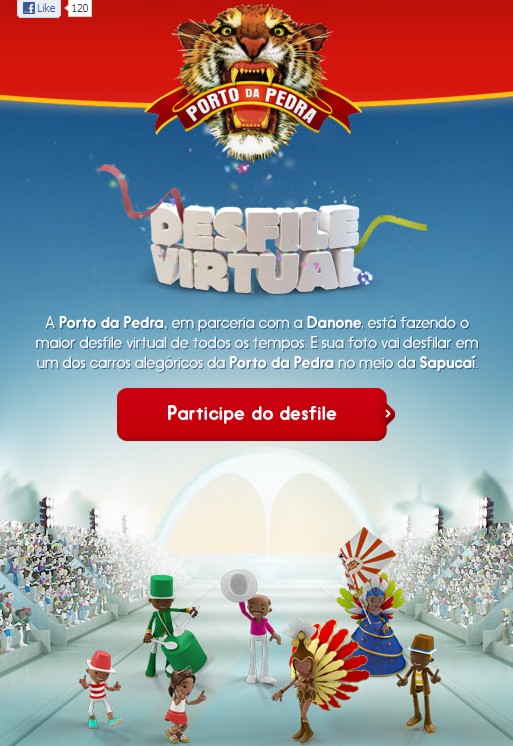 Like 120
PORTO DA PEDRA
DESFILE
VIRTUAL
A Porto da Pedra, em parceria com a Danone, está fazendo o
maior desfile virtual de todos os tempos. E sua foto vai desfilar em
um dos carros alegóricos da Porto da Pedra no meio da Sapucaí.
Participe do desfile